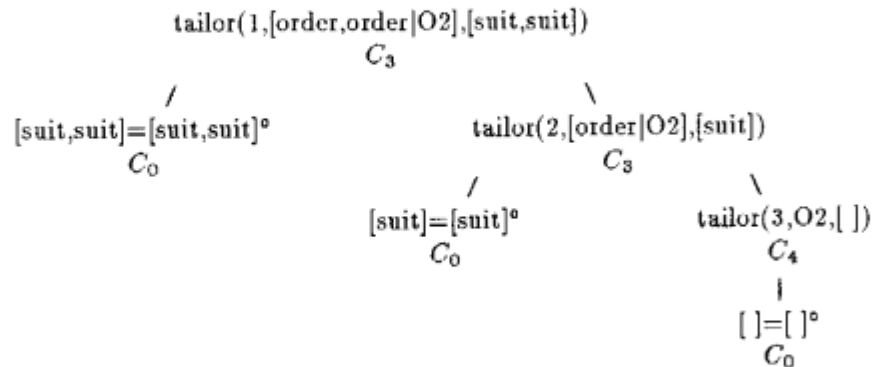 tailor(1,[order,order|O2],[suit,suit])
C₃
/ \
[suit,suit]=[suit,suit]° tailor(2,[order|O2],[suit])
C₀ C₃
/ \
[suit]=[suit]° tailor(3,O2,[ ])
C₀ C₄
|
[ ]=[ ]°
C₀